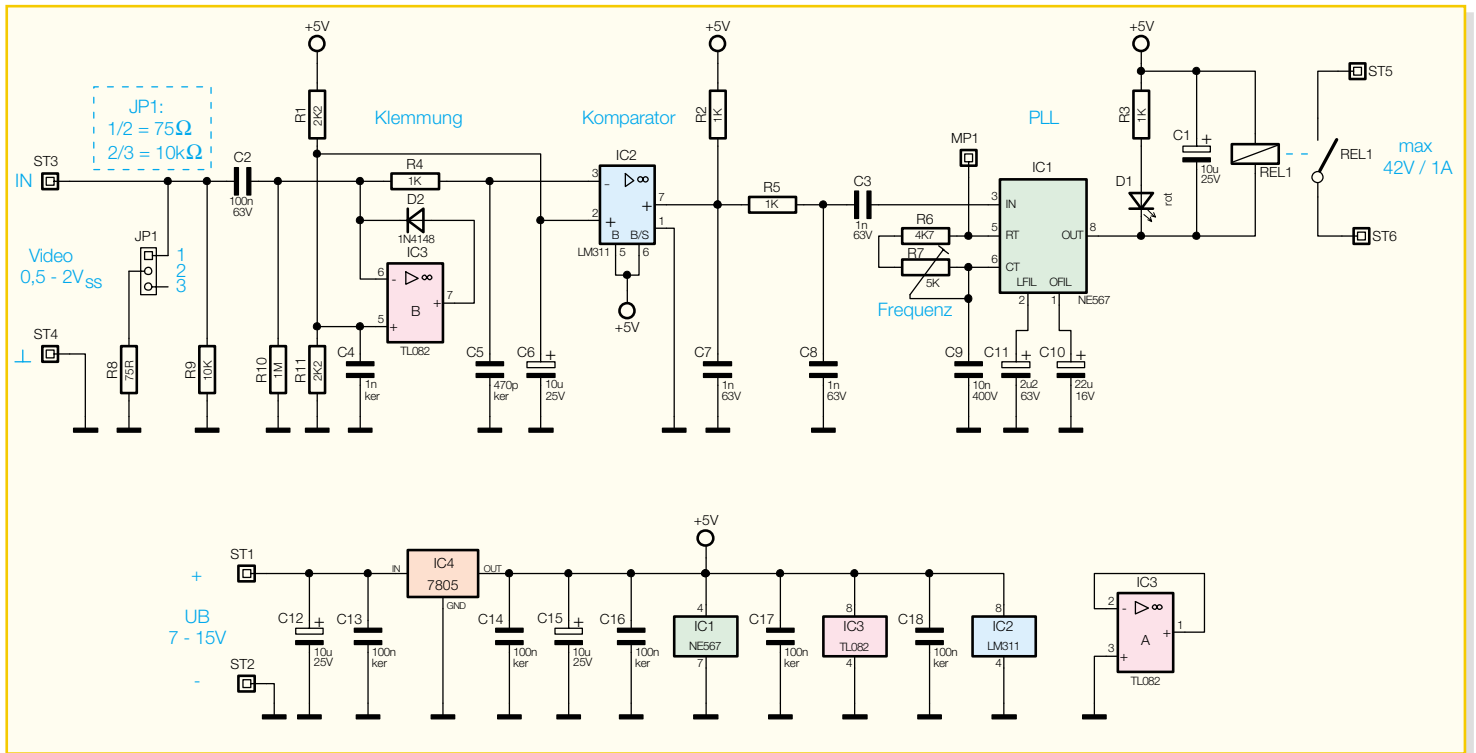 +5V
+5V
+5V
JP1:
1/2 = 75Ω
2/3 = 10kΩ
R1
2K2
Klemmung
Komparator
R2
1K
PLL
R3
1K
C1
+
10u
25V
REL1
REL1
max
42V / 1A
ST5
ST6
ST3
IN
C2
100n
63V
R4
1K
D2
1N4148
IC3
6
-
▷∞
7
B
+
5
+
TL082
IC2
3
-
▷∞
2
+
7
+
1
B
B/S
LM311
5
6
+5V
R5
1K
C3
1n
63V
MP1
IC1
3
IN
5
RT
6
CT
OUT
8
LFIL
OFIL
2
1
NE567
R6
4K7
R7
5K
Frequenz
D1
rot
Video
0,5 - 2VSS
JP1
1
2
3
ST4
⊥
R8
75R
R9
10K
R10
1M
R11
2K2
C4
1n
ker
C5
470p
ker
C6
+
10u
25V
C7
1n
63V
C8
1n
63V
C9
10n
400V
C11
+
2u2
63V
C10
+
22u
16V
+5V
+
ST1
UB
7 - 15V
ST2
-
C12
+
10u
25V
C13
100n
ker
IN
IC4
7805
OUT
GND
C14
100n
ker
C15
+
10u
25V
C16
100n
ker
4
IC1
NE567
7
C17
100n
ker
8
IC3
TL082
4
C18
100n
ker
8
IC2
LM311
4
IC3
2
-
▷∞
A
+
1
3
+
TL082